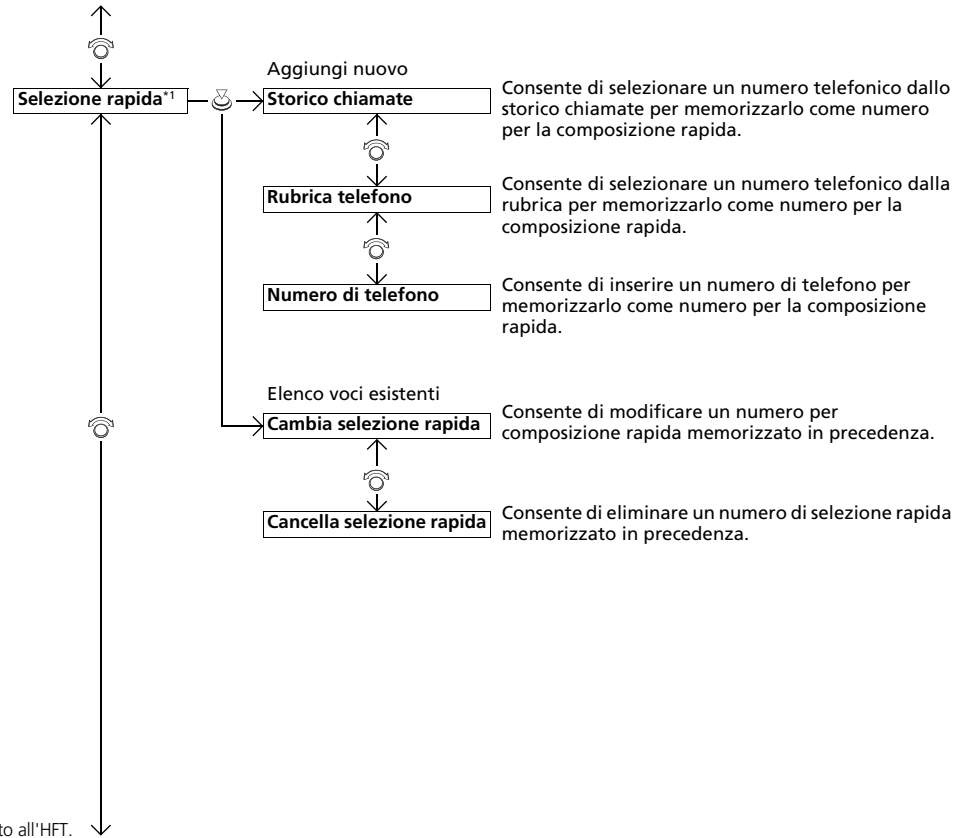 Aggiungi nuovo
Selezione rapida*1
Storico chiamate
Consente di selezionare un numero telefonico dallo
storico chiamate per memorizzarlo come numero
per la composizione rapida.
Rubrica telefono
Consente di selezionare un numero telefonico dalla
rubrica per memorizzarlo come numero per la
composizione rapida.
Numero di telefono
Consente di inserire un numero di telefono per
memorizzarlo come numero per la composizione
rapida.
Elenco voci esistenti
Cambia selezione rapida
Consente di modificare un numero per
composizione rapida memorizzato in precedenza.
Cancella selezione rapida
Consente di eliminare un numero di selezione rapida
memorizzato in precedenza.
to all'HFT.